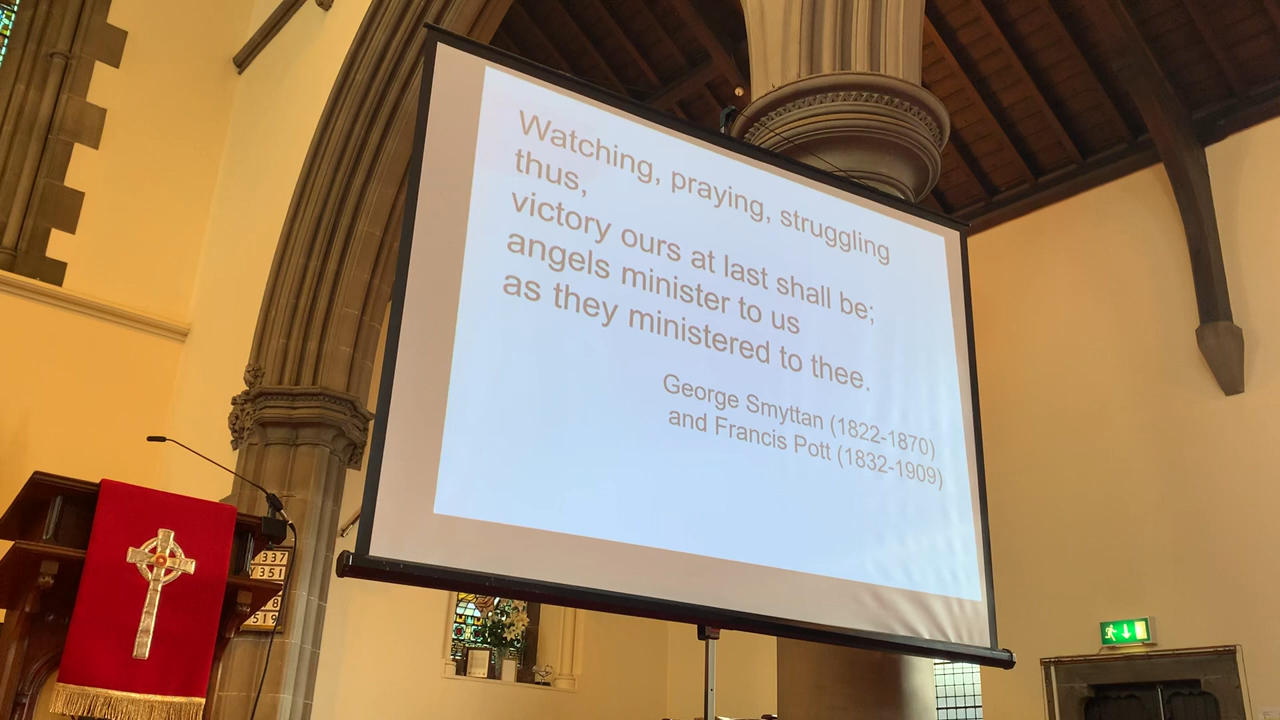 Watching, praying, struggling
thus,
victory ours at last shall be;
angels minister to us
as they ministered to thee.
George Smyttan (1822-1870)
and Francis Pott (1832-1909)
337
351
519